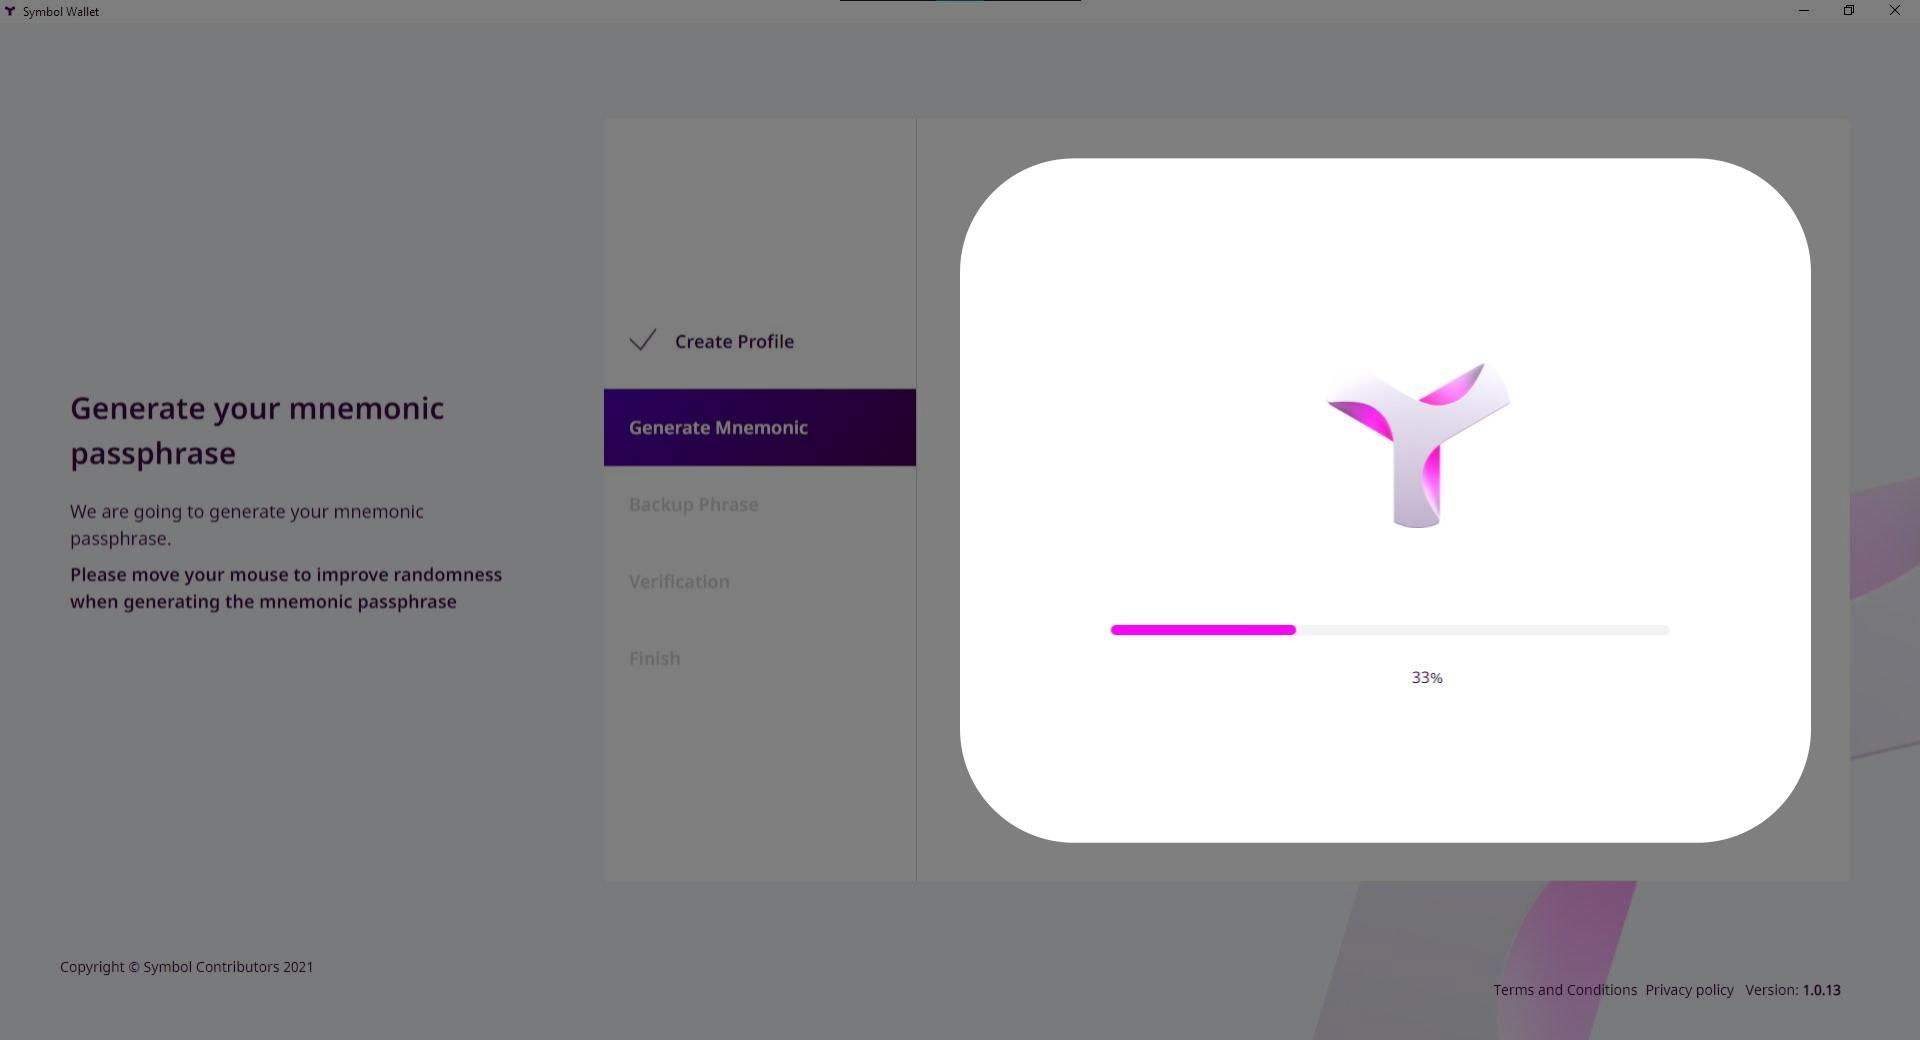 Symbol Wallet
Generate your mnemonic
passphrase
We are going to generate your mnemonic
passphrase.
Please move your mouse to improve randomness
when generating the mnemonic passphrase
Create Profile
Generate Mnemonic
Backup Phrase
Verification
Finish
33%
Copyright © Symbol Contributors 2021
Terms and Conditions Privacy policy Version: 1.0.13